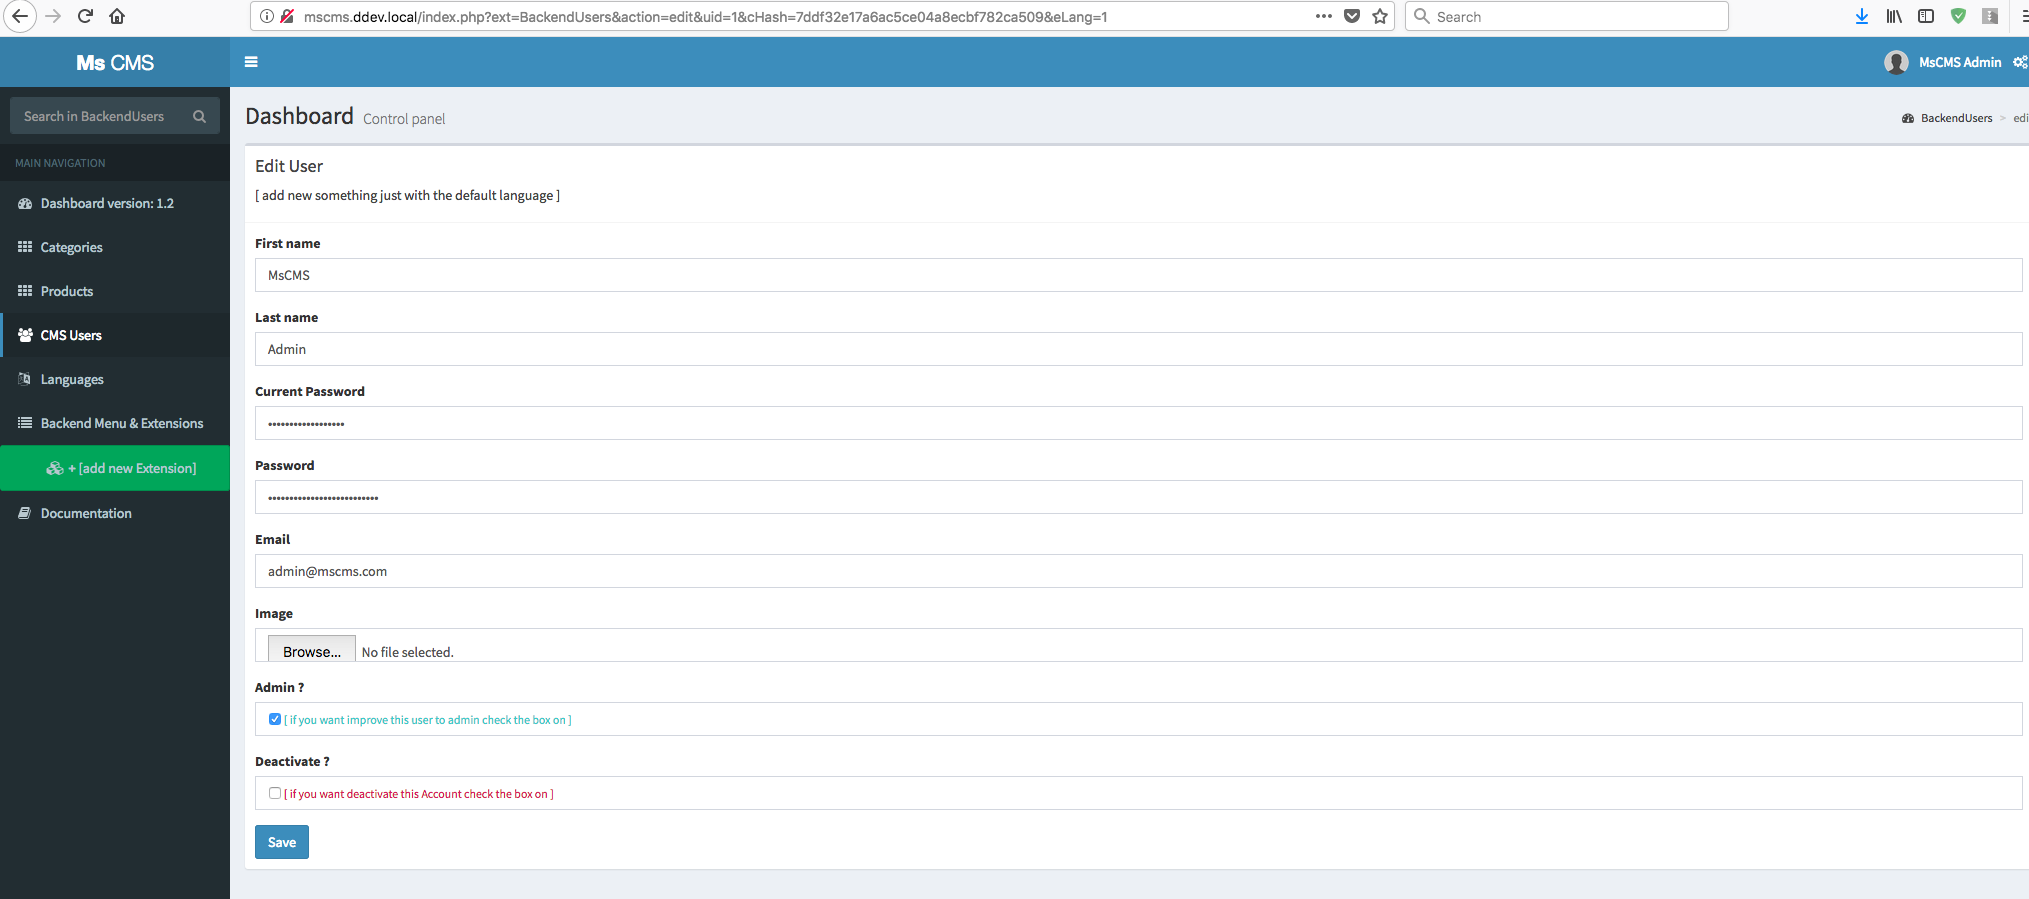 mscms.ddev.local/index.php?ext=BackendUsers&action=edit&uid=1&cHash=7ddf32e17a6ac5ce04a8ecbf782ca509&eLang=1
Search
Ms CMS
MsCMS Admin
Search in BackendUsers
Dashboard Control panel
BackendUsers > edi
MAIN NAVIGATION
Dashboard version: 1.2
Categories
Products
CMS Users
Languages
Backend Menu & Extensions
+ [add new Extension]
Documentation
Edit User
[ add new something just with the default language ]
First name
MsCMS
Last name
Admin
Current Password
••••••••••••••••••
Password
••••••••••••••••••••••••••
Email
admin@mscms.com
Image
Browse... No file selected.
Admin ?
[ if you want improve this user to admin check the box on ]
Deactivate ?
[ if you want deactivate this Account check the box on ]
Save